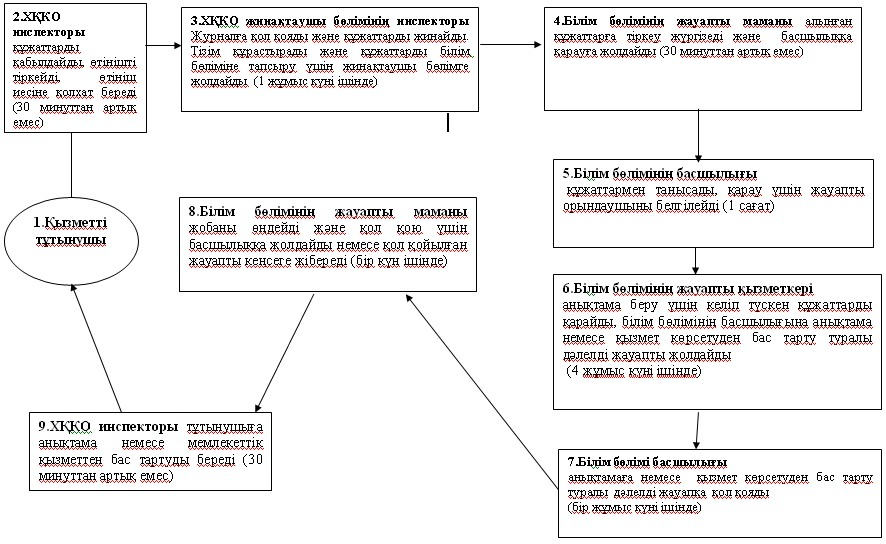 2.ХҚКО
инспекторы
құжаттарды
қабылдайды, өтінішті
тіркейді, өтініш
иесіне қолхат береді
(30 минуттан артық
емес)
3.ХҚКО жинақтаушы бөлімінің инспекторы
Журналға қол қояды және құжаттарды жинайды.
Тізім құрастырады және құжаттарды білім
бөліміне тапсыру үшін жинақтаушы бөлімге
жолдайды (1 жұмыс күні ішінде)
4.Білім бөлімінің жауапты маманы алынған
құжаттарға тіркеу жүргізеді және басшылыққа
қарауға жолдайды (30 минуттан артық емес)
5.Білім бөлімінің басшылығы
құжаттармен танысады, қарау үшін жауапты
орындаушыны белгілейді (1 сағат)
1.Қызметті
тұтынушы
8.Білім бөлімінің жауапты маманы
жобаны өңдейді және қол қою үшін
басшылыққа жолдайды немесе қол қойылған
жауапты кеңсеге жібереді (бір күн ішінде)
6.Білім бөлімінің жауапты қызметкері
анықтама беру үшін келіп түскен құжаттарды
қарайды, білім бөлімінің басшылығына анықтама
немесе қызмет көрсетуден бас тарту туралы
дәлелді жауапты жолдайды
(4 жұмыс күні ішінде)
9.ХҚКО инспекторы тұтынушыға
анықтама немесе мемлекеттік
қызметтен бас тартуды береді (30
минуттан артық емес)
7.Білім бөлімі басшылығы
анықтамаға немесе қызмет көрсетуден бас тарту
туралы дәлелді жауапқа қол қояды
(бір жұмыс күні ішінде)